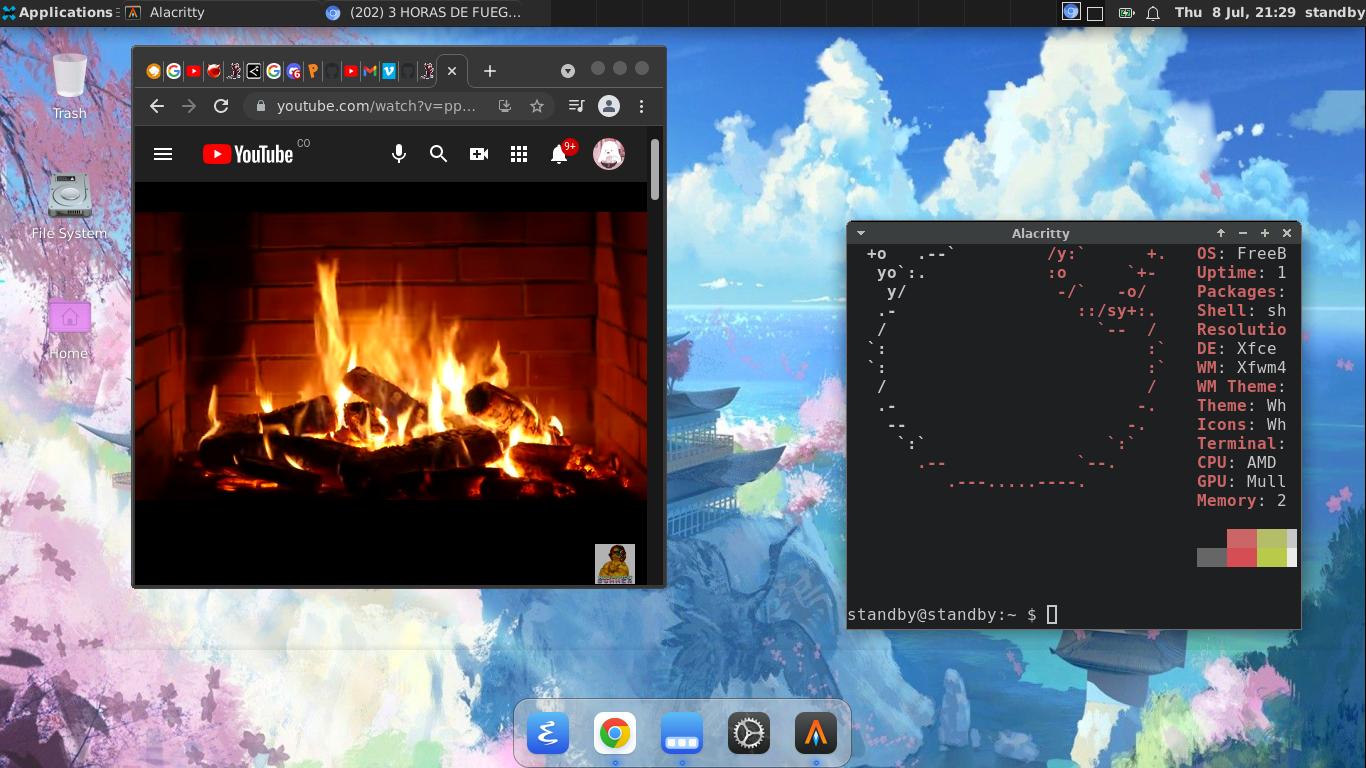 Applications
Alacritty
(202) 3 HORAS DE FUEG...
Thu 8 Jul, 21:29
standby
Trash
File System
Home
youtube.com/watch?v=pp...
YouTube
CO
9+
Alacritty
+o   .--`         /y:`      +.   OS: FreeB
 yo`:.            :o      `+-    Uptime: 1
  y/               -/`   -o/     Packages:
 .-                  ::/sy+:.    Shell: sh
 /                     `--  /    Resolutio
`:                          :`   DE: Xfce
`:                          :`   WM: Xfwm4
 /                          /    WM Theme:
 .-                        -.    Theme: Wh
  --                      -.     Icons: Wh
   `:`                  `:`      Terminal:
     .--             `--.        CPU: AMD
        .---.....----.           GPU: Mull
                                 Memory: 2
standby@standby:~ $